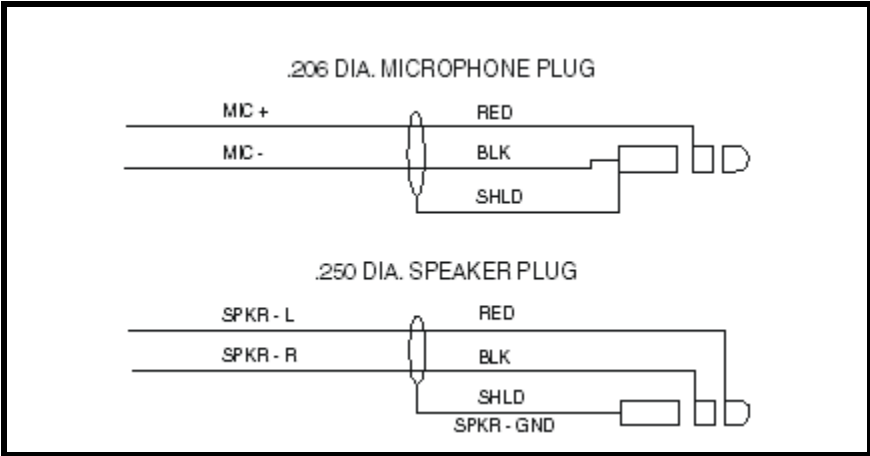 .206 DIA. MICROPHONE PLUG
MIC +
RED
MIC -
BLK
SHLD
.250 DIA. SPEAKER PLUG
SPKR - L
RED
SPKR - R
BLK
SHLD
SPKR - GND